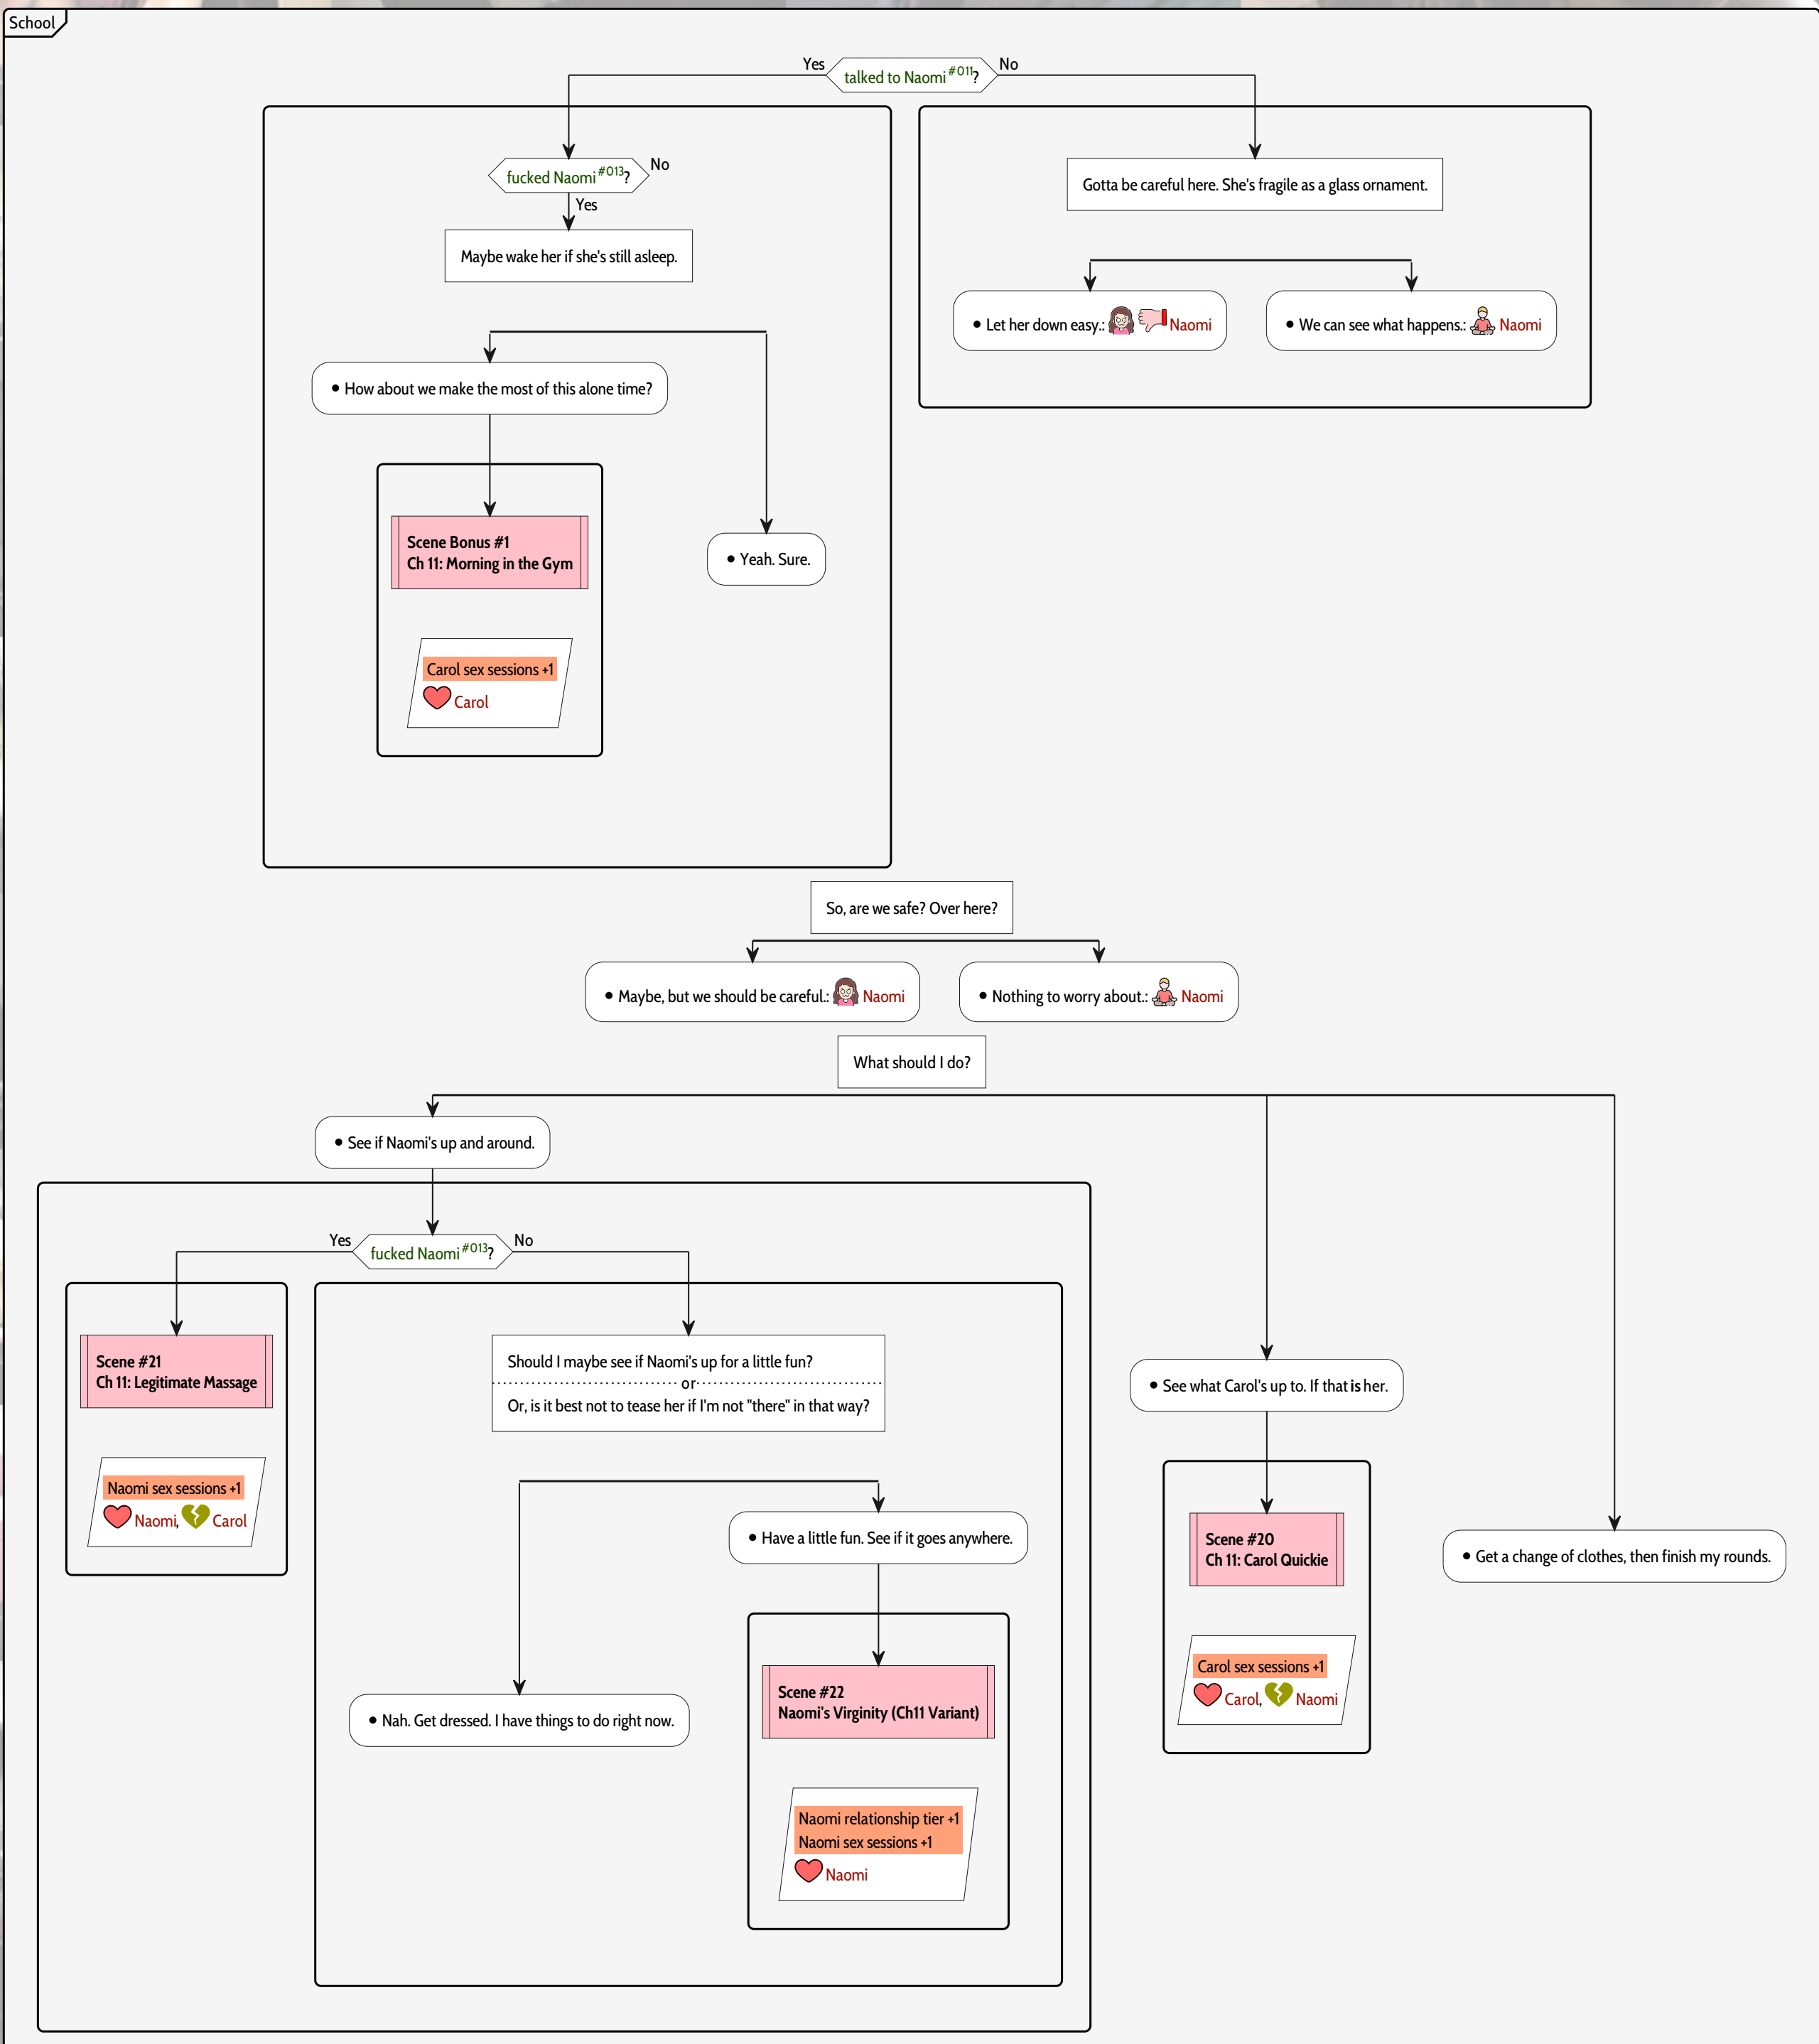 School
Yes
talked to Naomi #011?
No
fucked Naomi #013?
No
Yes
Maybe wake her if she's still asleep.
• How about we make the most of this alone time?
Scene Bonus #1
Ch 11: Morning in the Gym
Carol sex sessions +1
Carol
• Yeah. Sure.
Gotta be careful here. She's fragile as a glass ornament.
• Let her down easy.: Naomi
• We can see what happens.: Naomi
So, are we safe? Over here?
• Maybe, but we should be careful.: Naomi
• Nothing to worry about.: Naomi
What should I do?
• See if Naomi's up and around.
Yes
fucked Naomi #013?
No
Scene #21
Ch 11: Legitimate Massage
Naomi sex sessions +1
Naomi, Carol
Should I maybe see if Naomi's up for a little fun?
or
Or, is it best not to tease her if I'm not "there" in that way?
• Nah. Get dressed. I have things to do right now.
• Have a little fun. See if it goes anywhere.
Scene #22
Naomi's Virginity (Ch11 Variant)
Naomi relationship tier +1
Naomi sex sessions +1
Naomi
• See what Carol's up to. If that is her.
Scene #20
Ch 11: Carol Quickie
Carol sex sessions +1
Carol, Naomi
• Get a change of clothes, then finish my rounds.